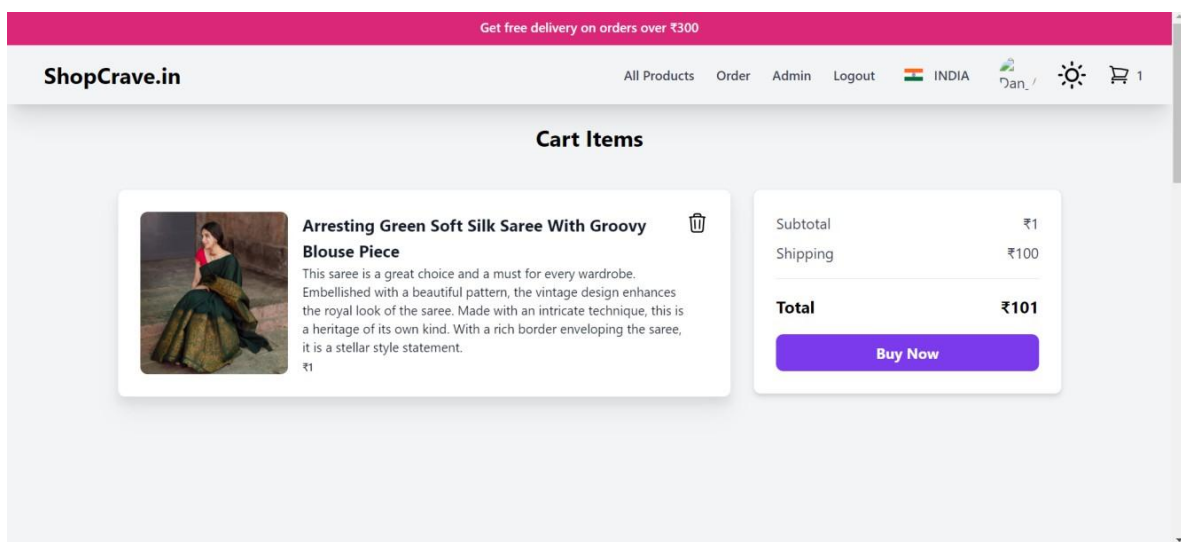 Get free delivery on orders over ₹300
ShopCrave.in
All Products Order Admin Logout INDIA Dan_/ 1
Cart Items
Arresting Green Soft Silk Saree With Groovy
Blouse Piece
This saree is a great choice and a must for every wardrobe.
Embellished with a beautiful pattern, the vintage design enhances
the royal look of the saree. Made with an intricate technique, this is
a heritage of its own kind. With a rich border enveloping the saree,
it is a stellar style statement.
₹1
Subtotal ₹1
Shipping ₹100
Total ₹101
Buy Now